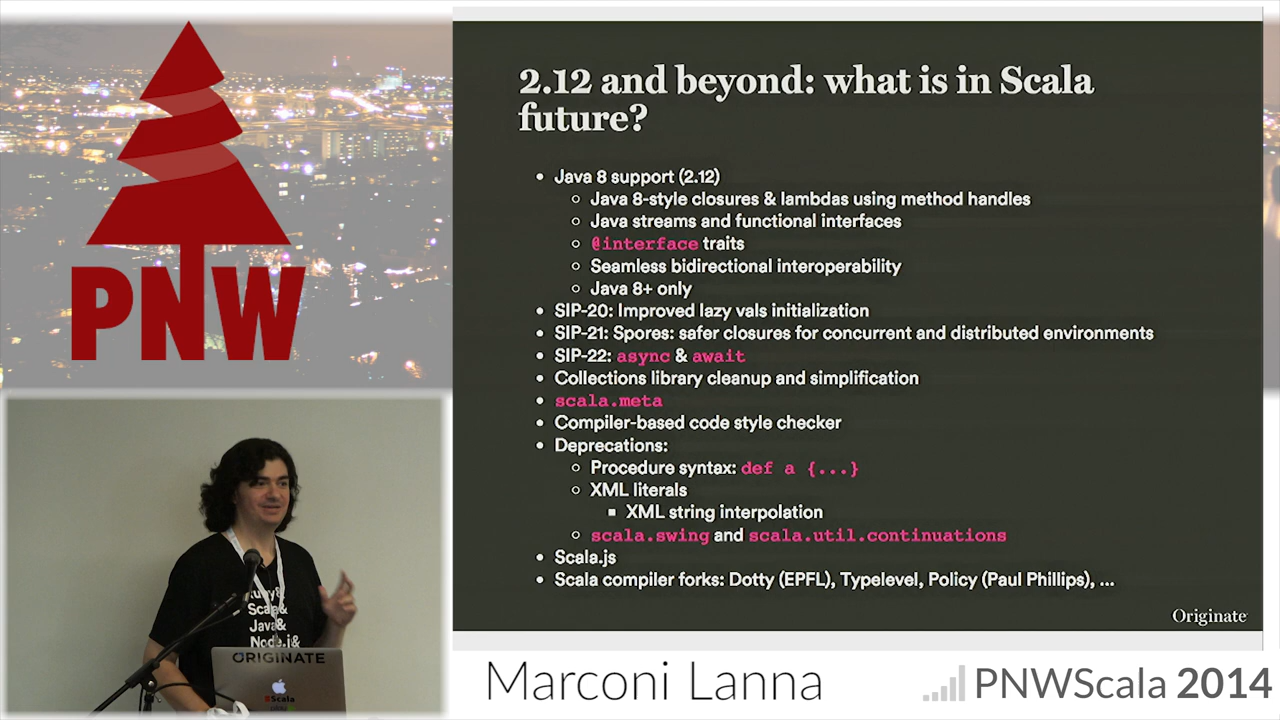 PNW
2.12 and beyond: what is in Scala
future?
Java 8 support (2.12)
Java 8-style closures & lambdas using method handles
Java streams and functional interfaces
@interface traits
Seamless bidirectional interoperability
Java 8+ only
SIP-20: Improved lazy vals initialization
SIP-21: Spores: safer closures for concurrent and distributed environments
SIP-22: async & await
Collections library cleanup and simplification
scala.meta
Compiler-based code style checker
Deprecations:
Procedure syntax: def a {...}
XML literals
XML string interpolation
scala.swing and scala.util.continuations
Scala.js
Scala compiler forks: Dotty (EPFL), Typelevel, Policy (Paul Phillips), ...
Originate
Scala&
Java&
Node.j&
ORIGINATE
Scala
Marconi Lanna
PNWScala 2014